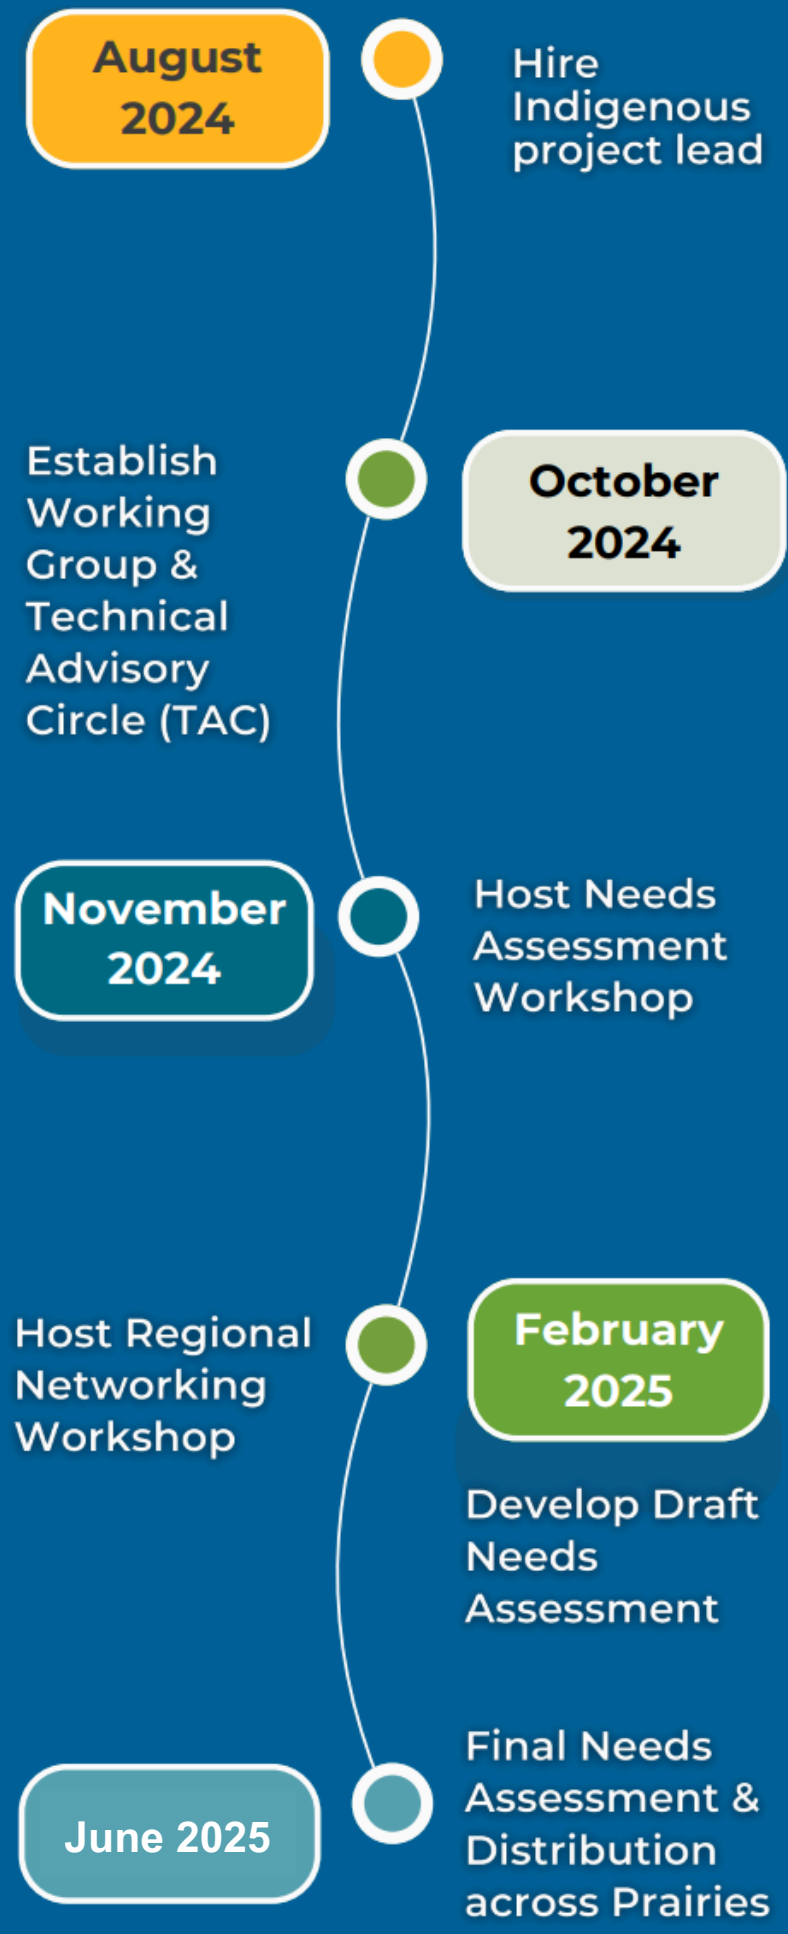 August
2024
Hire
Indigenous
project lead
October
2024
Establish
Working
Group &
Technical
Advisory
Circle (TAC)
November
2024
Host Needs
Assessment
Workshop
February
2025
Host Regional
Networking
Workshop
Develop Draft
Needs
Assessment
June 2025
Final Needs
Assessment &
Distribution
across Prairies